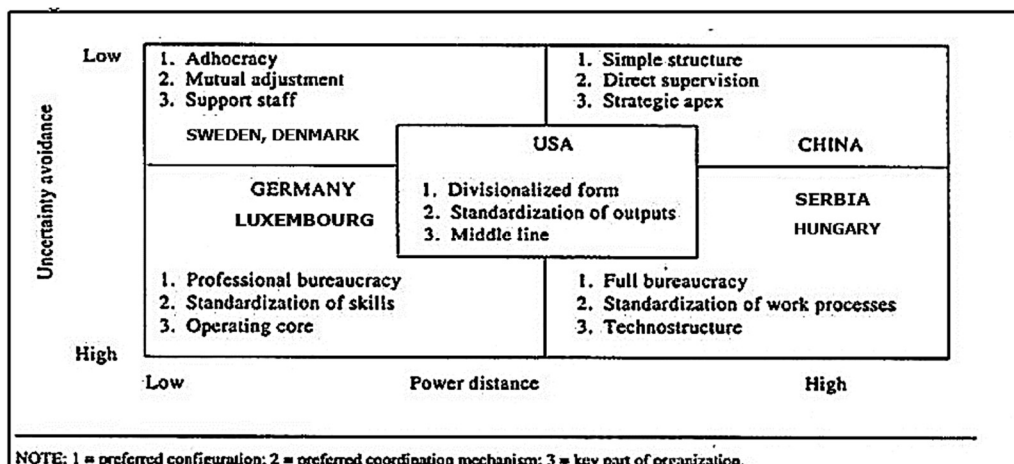 Low
1. Adhocracy
2. Mutual adjustment
3. Support staff
SWEDEN, DENMARK
1. Simple structure
2. Direct supervision
3. Strategic apex
CHINA
USA
1. Divisionalized form
2. Standardization of outputs
3. Middle line
Uncertainty avoidance
GERMANY
LUXEMBOURG
1. Professional bureaucracy
2. Standardization of skills
3. Operating core
SERBIA
HUNGARY
1. Full bureaucracy
2. Standardization of work processes
3. Technostructure
High
Low
Power distance
High
NOTE: 1 = preferred configuration; 2 = preferred coordination mechanism; 3 = key part of organization.